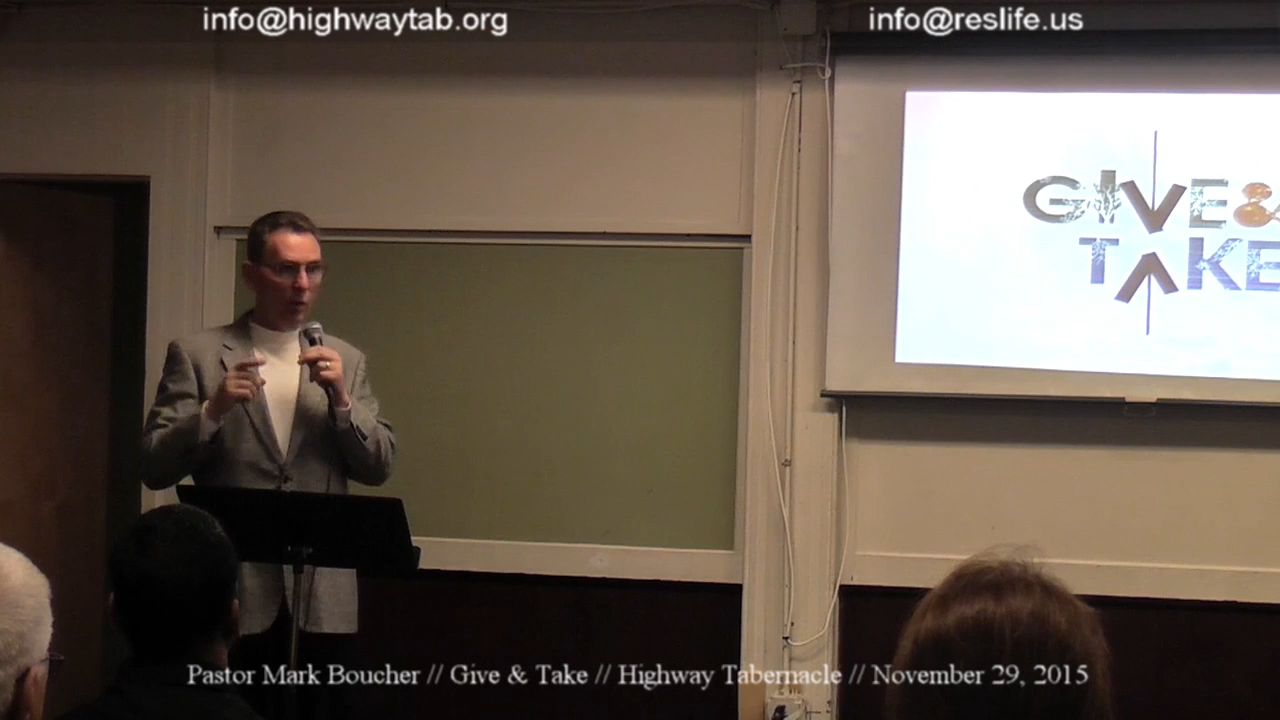 info@highwaytab.org
info@reslife.us
GIVE &
TAKE
Pastor Mark Boucher // Give & Take // Highway Tabernacle // November 29, 2015